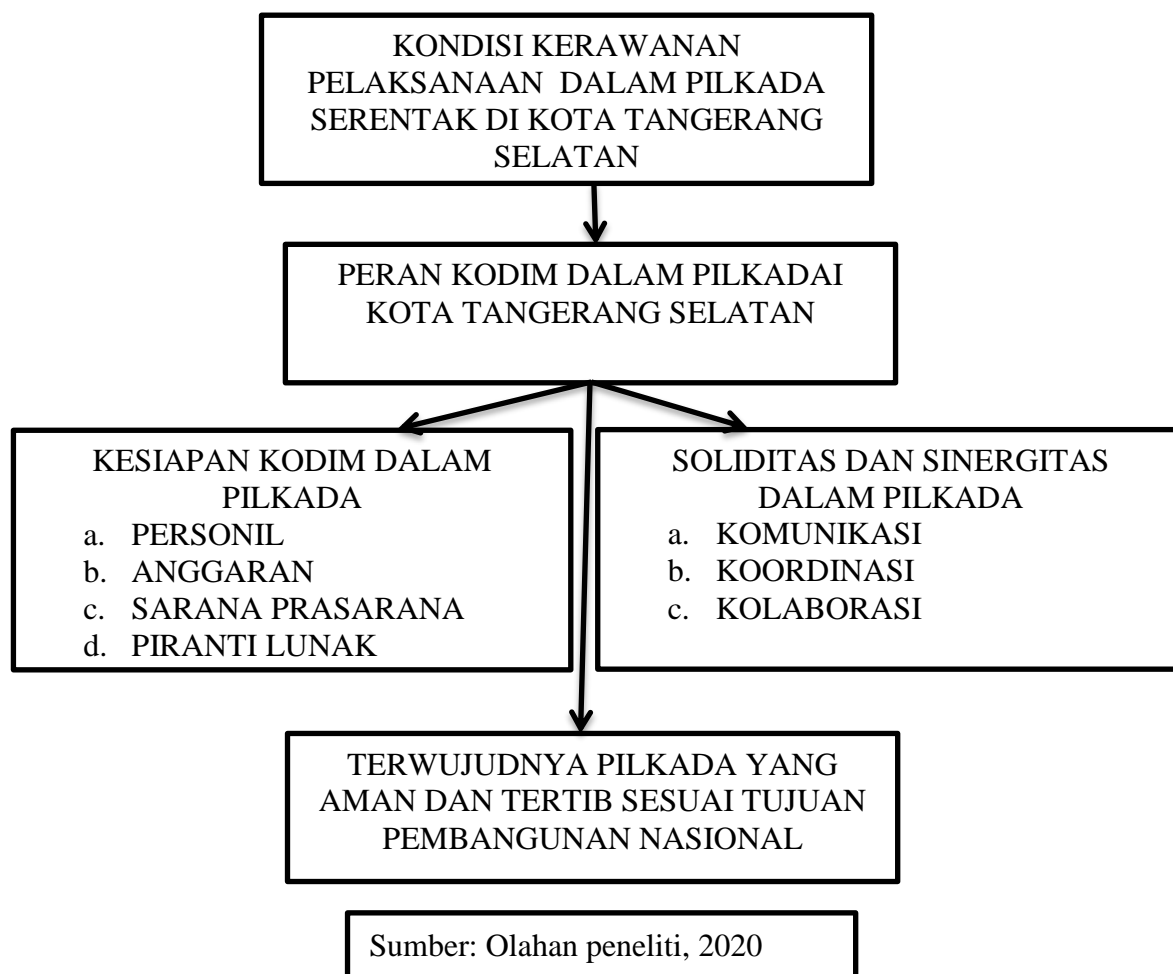 KONDISI KERAWANAN
PELAKSANAAN DALAM PILKADA
SERENTAK DI KOTA TANGERANG
SELATAN
PERAN KODIM DALAM PILKADAI
KOTA TANGERANG SELATAN
KESIAPAN KODIM DALAM
PILKADA
a. PERSONIL
b. ANGGARAN
c. SARANA PRASARANA
d. PIRANTI LUNAK
SOLIDITAS DAN SINERGITAS
DALAM PILKADA
a. KOMUNIKASI
b. KOORDINASI
c. KOLABORASI
TERWUJUDNYA PILKADA YANG
AMAN DAN TERTIB SESUAI TUJUAN
PEMBANGUNAN NASIONAL
Sumber: Olahan peneliti, 2020